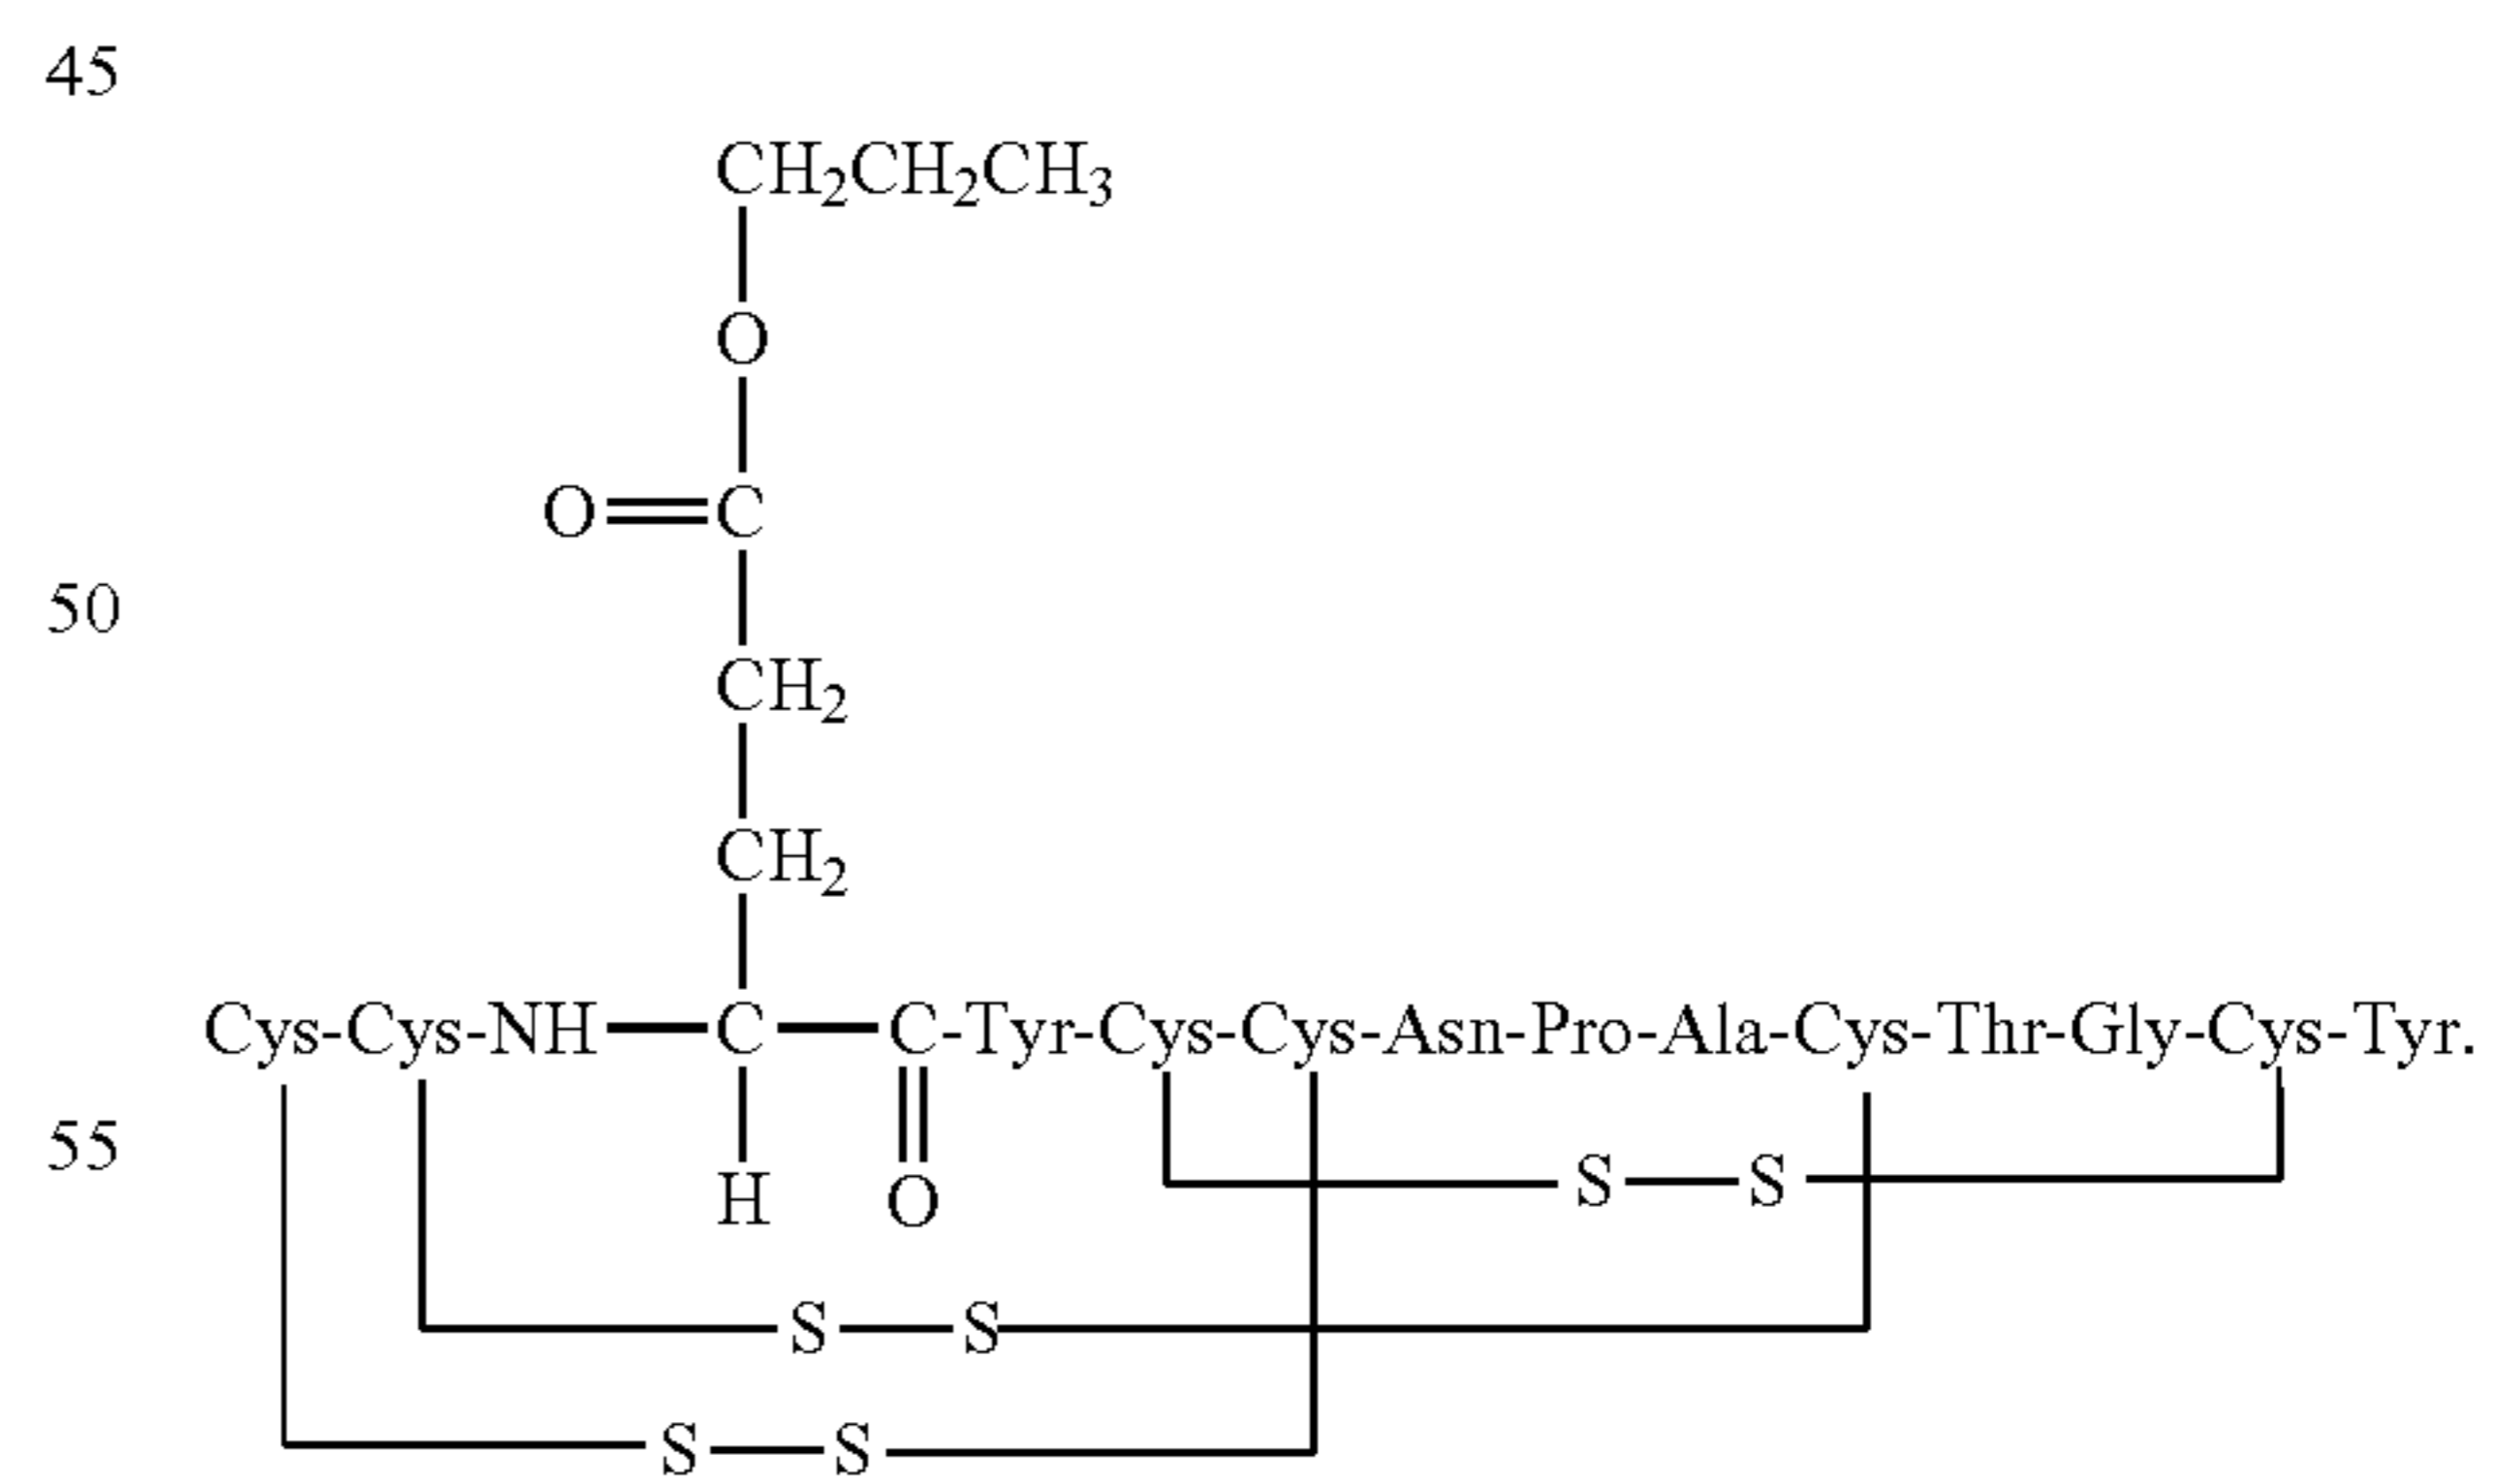 45
CH2CH2CH3
O
O C
50
CH2
CH2
Cys-Cys-NH C C-Tyr-Cys-Cys-Asn-Pro-Ala-Cys-Thr-Gly-Cys-Tyr.
55
H O S S
S S
S S